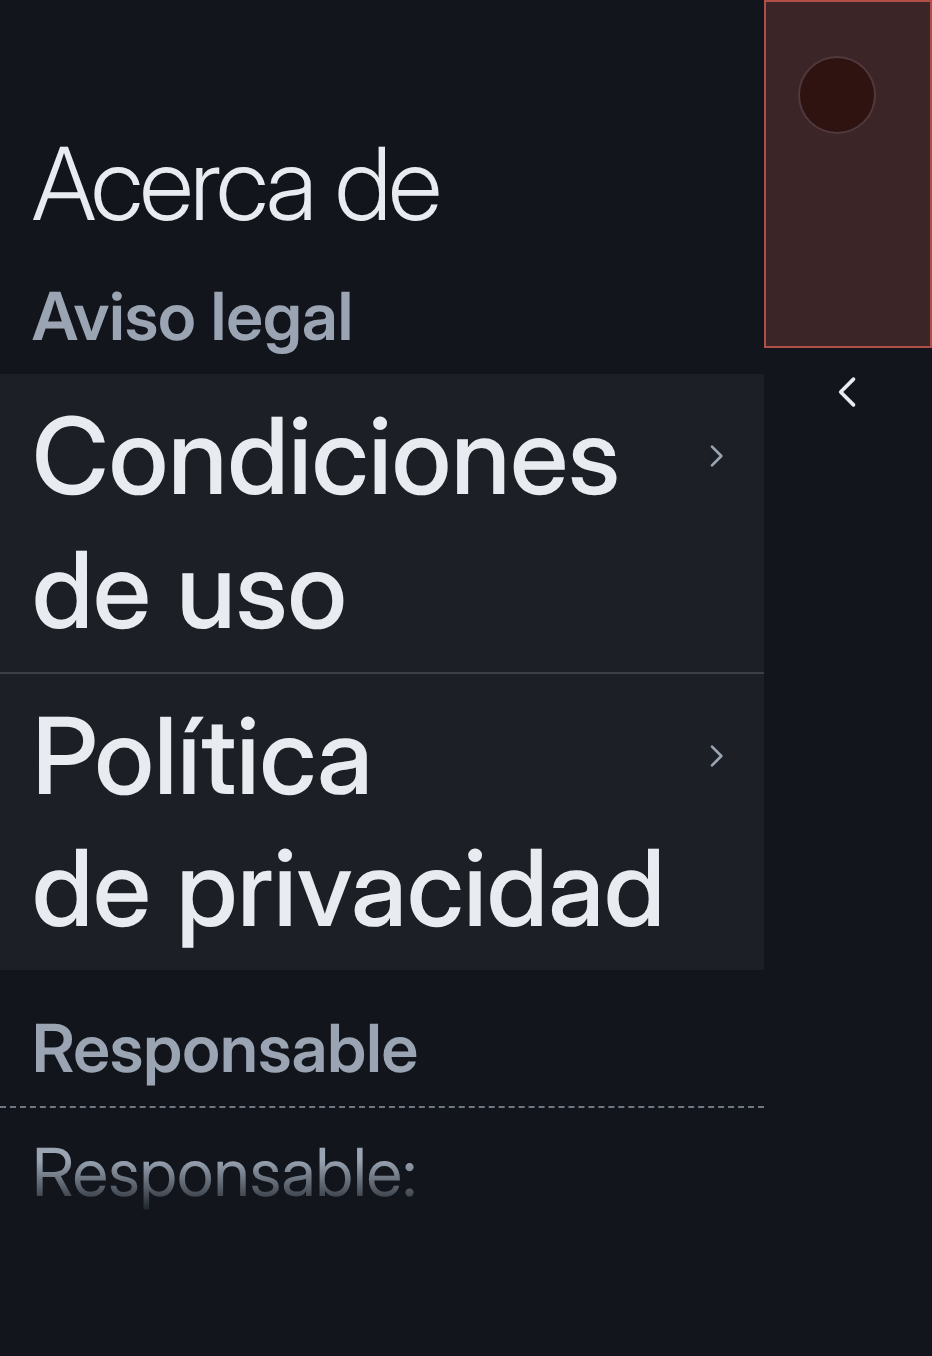 Acerca de
Aviso legal
Condiciones
de uso
Política
de privacidad
Responsable
Responsable: